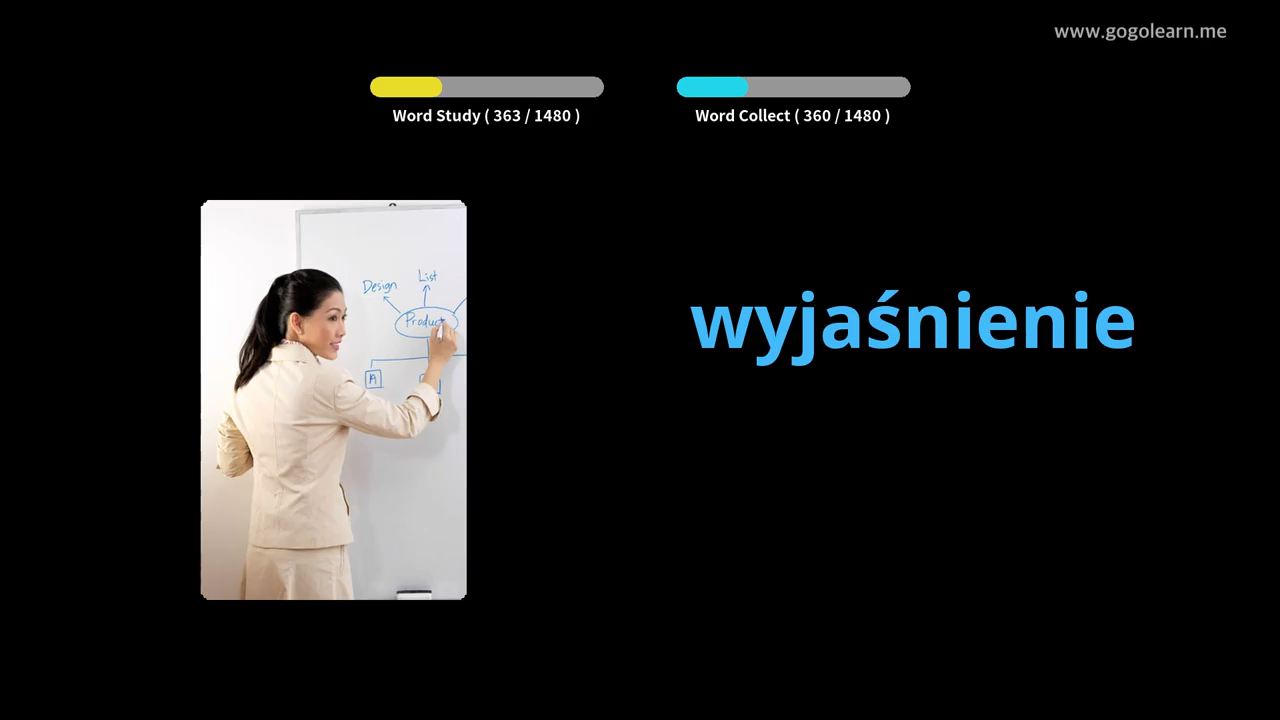 www.gogolearn.me
Word Study ( 363 / 1480 )
Word Collect ( 360 / 1480 )
List
Design
Product
A
wyjaśnienie